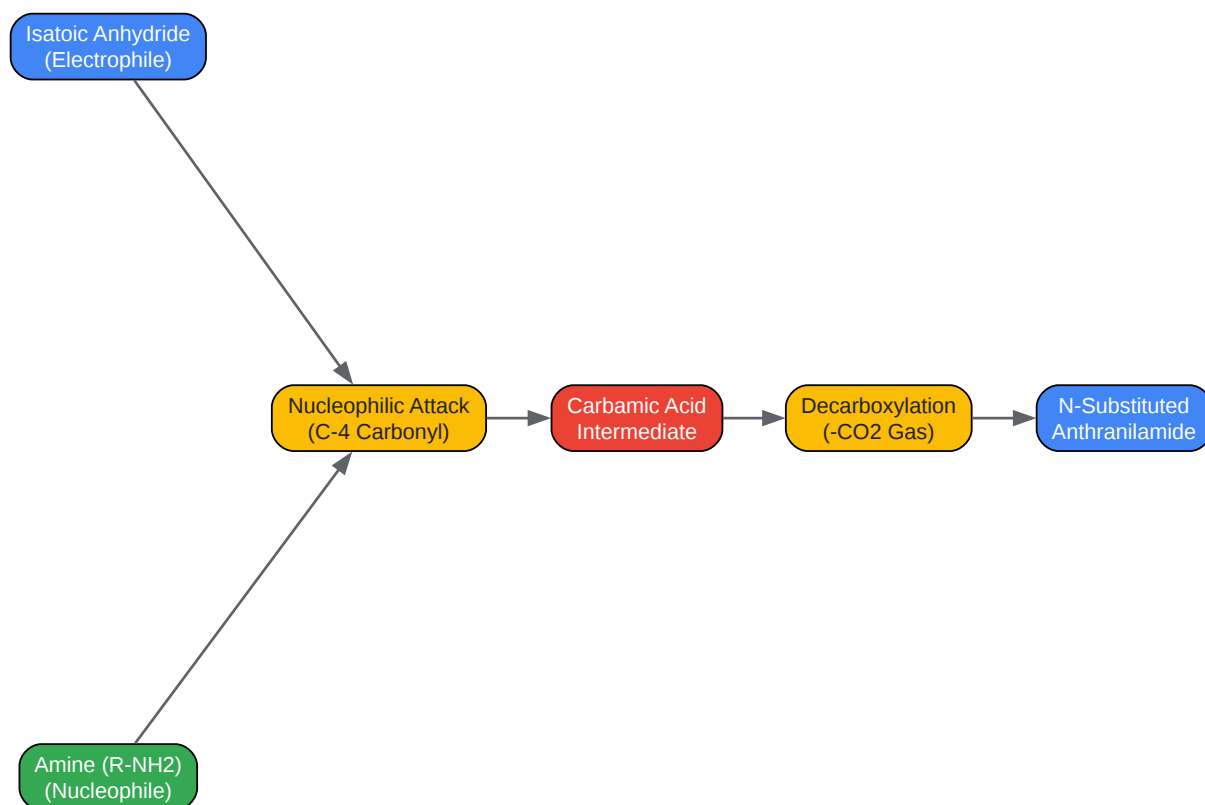 Isatoic Anhydride
(Electrophile)
Nucleophilic Attack
(C-4 Carbonyl)
Carbamic Acid
Intermediate
Decarboxylation
(-CO2 Gas)
N-Substituted
Anthranilamide
Amine (R-NH2)
(Nucleophile)